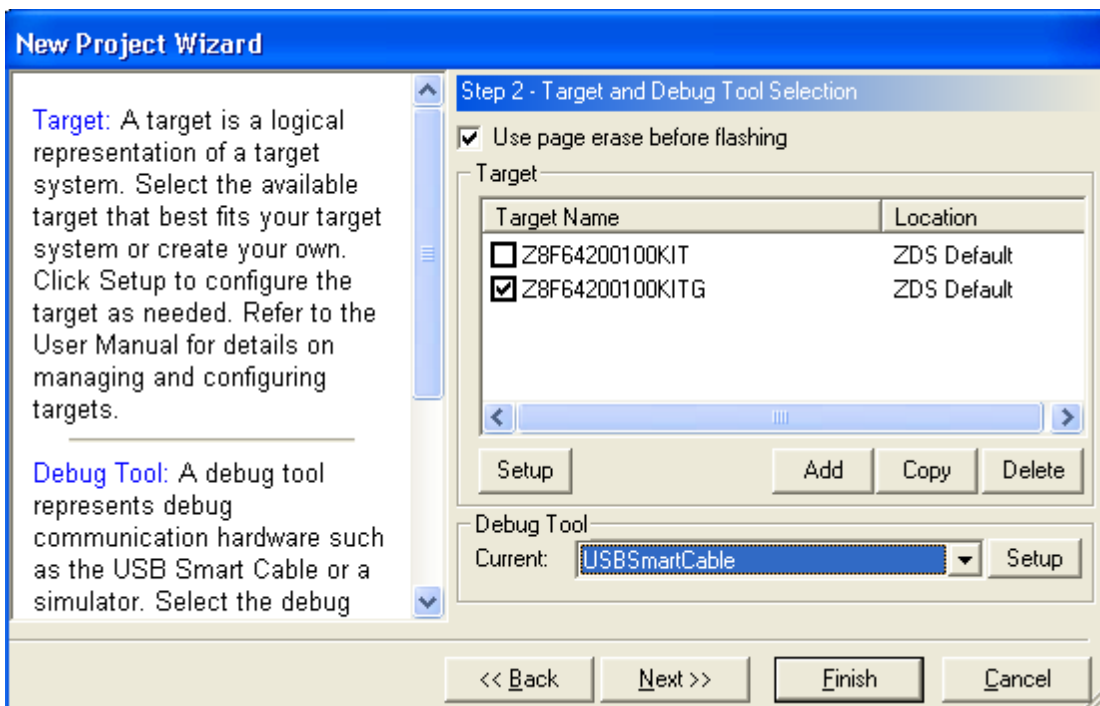 New Project Wizard
Target: A target is a logical
representation of a target
system. Select the available
target that best fits your target
system or create your own.
Click Setup to configure the
target as needed. Refer to the
User Manual for details on
managing and configuring
targets.
Debug Tool: A debug tool
represents debug
communication hardware such
as the USB Smart Cable or a
simulator. Select the debug
Step 2 - Target and Debug Tool Selection
Use page erase before flashing
Target
Target Name Location
Z8F64200100KIT ZDS Default
Z8F64200100KITG ZDS Default
Setup Add Copy Delete
Debug Tool
Current: USBSmartCable Setup
<< Back Next >> Finish Cancel